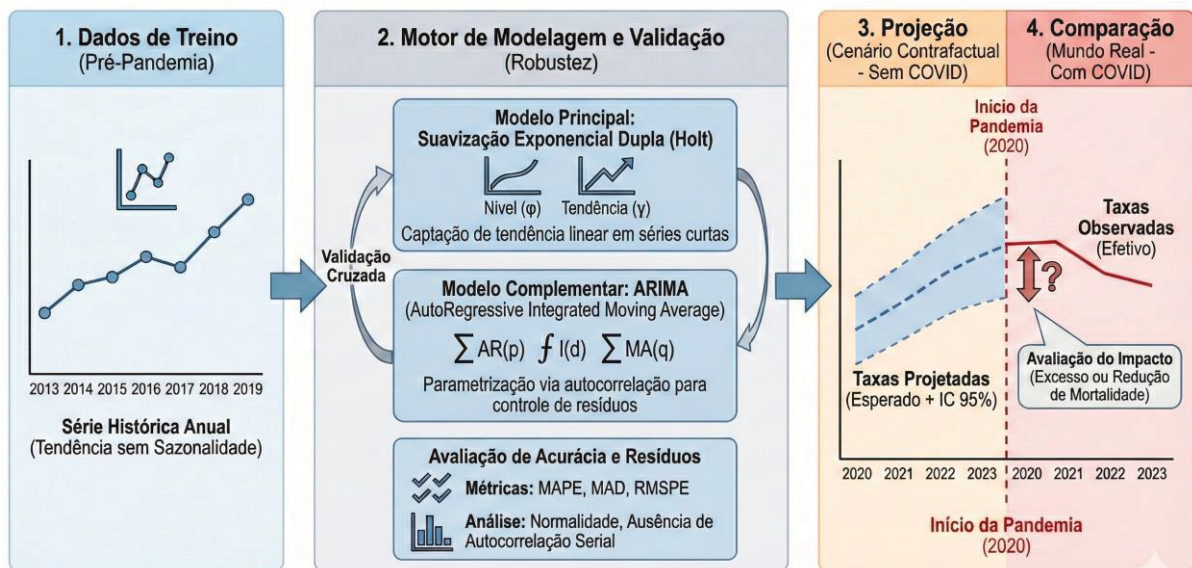 1. Dados de Treino
(Pré-Pandemia)
2013 2014 2015 2016 2017 2018 2019
Série Histórica Anual
(Tendência sem Sazonalidade)
2. Motor de Modelagem e Validação
(Robustez)
Modelo Principal:
Suavização Exponencial Dupla (Holt)
Nível (φ)
Tendência (γ)
Captação de tendência linear em séries curtas
Validação
Cruzada
Modelo Complementar: ARIMA
(AutoRegressive Integrated Moving Average)
∑ AR(p) ∱ I(d) ∑ MA(q)
Parametrização via autocorrelação para
controle de resíduos
Avaliação de Acurácia e Resíduos
Métricas: MAPE, MAD, RMSPE
Análise: Normalidade, Ausência de
Autocorrelação Serial
3. Projeção
(Cenário Contrafactual
- Sem COVID)
4. Comparação
(Mundo Real -
Com COVID)
Inicio da
Pandemia
(2020)
Taxas
Observadas
(Efetivo)
?
Taxas Projetadas
(Esperado + IC 95%)
Avaliação do Impacto
(Excesso ou Redução
de Mortalidade)
2020 2021 2022 2023 2020 2021 2022 2023
Início da Pandemia
(2020)